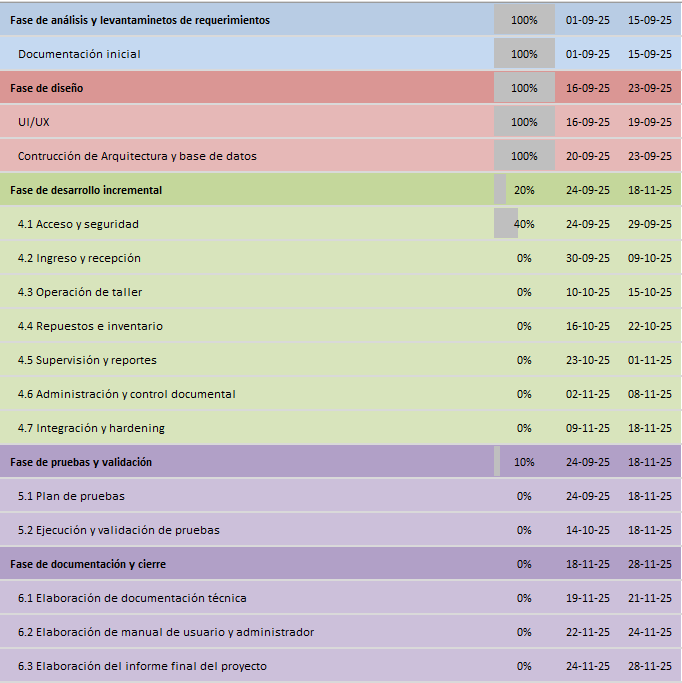 Fase de análisis y levantaminetos de requerimientos 100% 01-09-25 15-09-25
Documentación inicial 100% 01-09-25 15-09-25
Fase de diseño 100% 16-09-25 23-09-25
UI/UX 100% 16-09-25 19-09-25
Contrucción de Arquitectura y base de datos 100% 20-09-25 23-09-25
Fase de desarrollo incremental 20% 24-09-25 18-11-25
4.1 Acceso y seguridad 40% 24-09-25 29-09-25
4.2 Ingreso y recepción 0% 30-09-25 09-10-25
4.3 Operación de taller 0% 10-10-25 15-10-25
4.4 Repuestos e inventario 0% 16-10-25 22-10-25
4.5 Supervisión y reportes 0% 23-10-25 01-11-25
4.6 Administración y control documental 0% 02-11-25 08-11-25
4.7 Integración y hardening 0% 09-11-25 18-11-25
Fase de pruebas y validación 10% 24-09-25 18-11-25
5.1 Plan de pruebas 0% 24-09-25 18-11-25
5.2 Ejecución y validación de pruebas 0% 14-10-25 18-11-25
Fase de documentación y cierre 0% 18-11-25 28-11-25
6.1 Elaboración de documentación técnica 0% 19-11-25 21-11-25
6.2 Elaboración de manual de usuario y administrador 0% 22-11-25 24-11-25
6.3 Elaboración del informe final del proyecto 0% 24-11-25 28-11-25